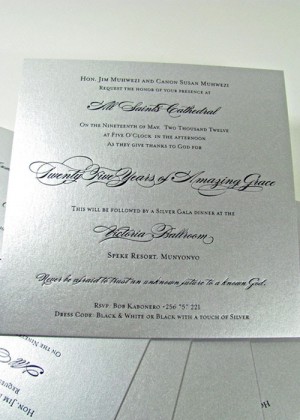 Hon. Jim Muhwezi and Canon Susan Muhwezi
Request the honor of your presence at
All Saints Cathedral
On the Nineteenth of May, Two Thousand Twelve
at Five O'Clock in the afternoon
As they give thanks to God for
Twenty Five Years of Amazing Grace
This will be followed by a Silver Gala dinner at the
Victoria Ballroom
Speke Resort, Munyonyo
Never be afraid to trust an unknown future to a known God.
RSVP: Bob Kabonero
Dress Code: Black & White or Black with a touch of Silver